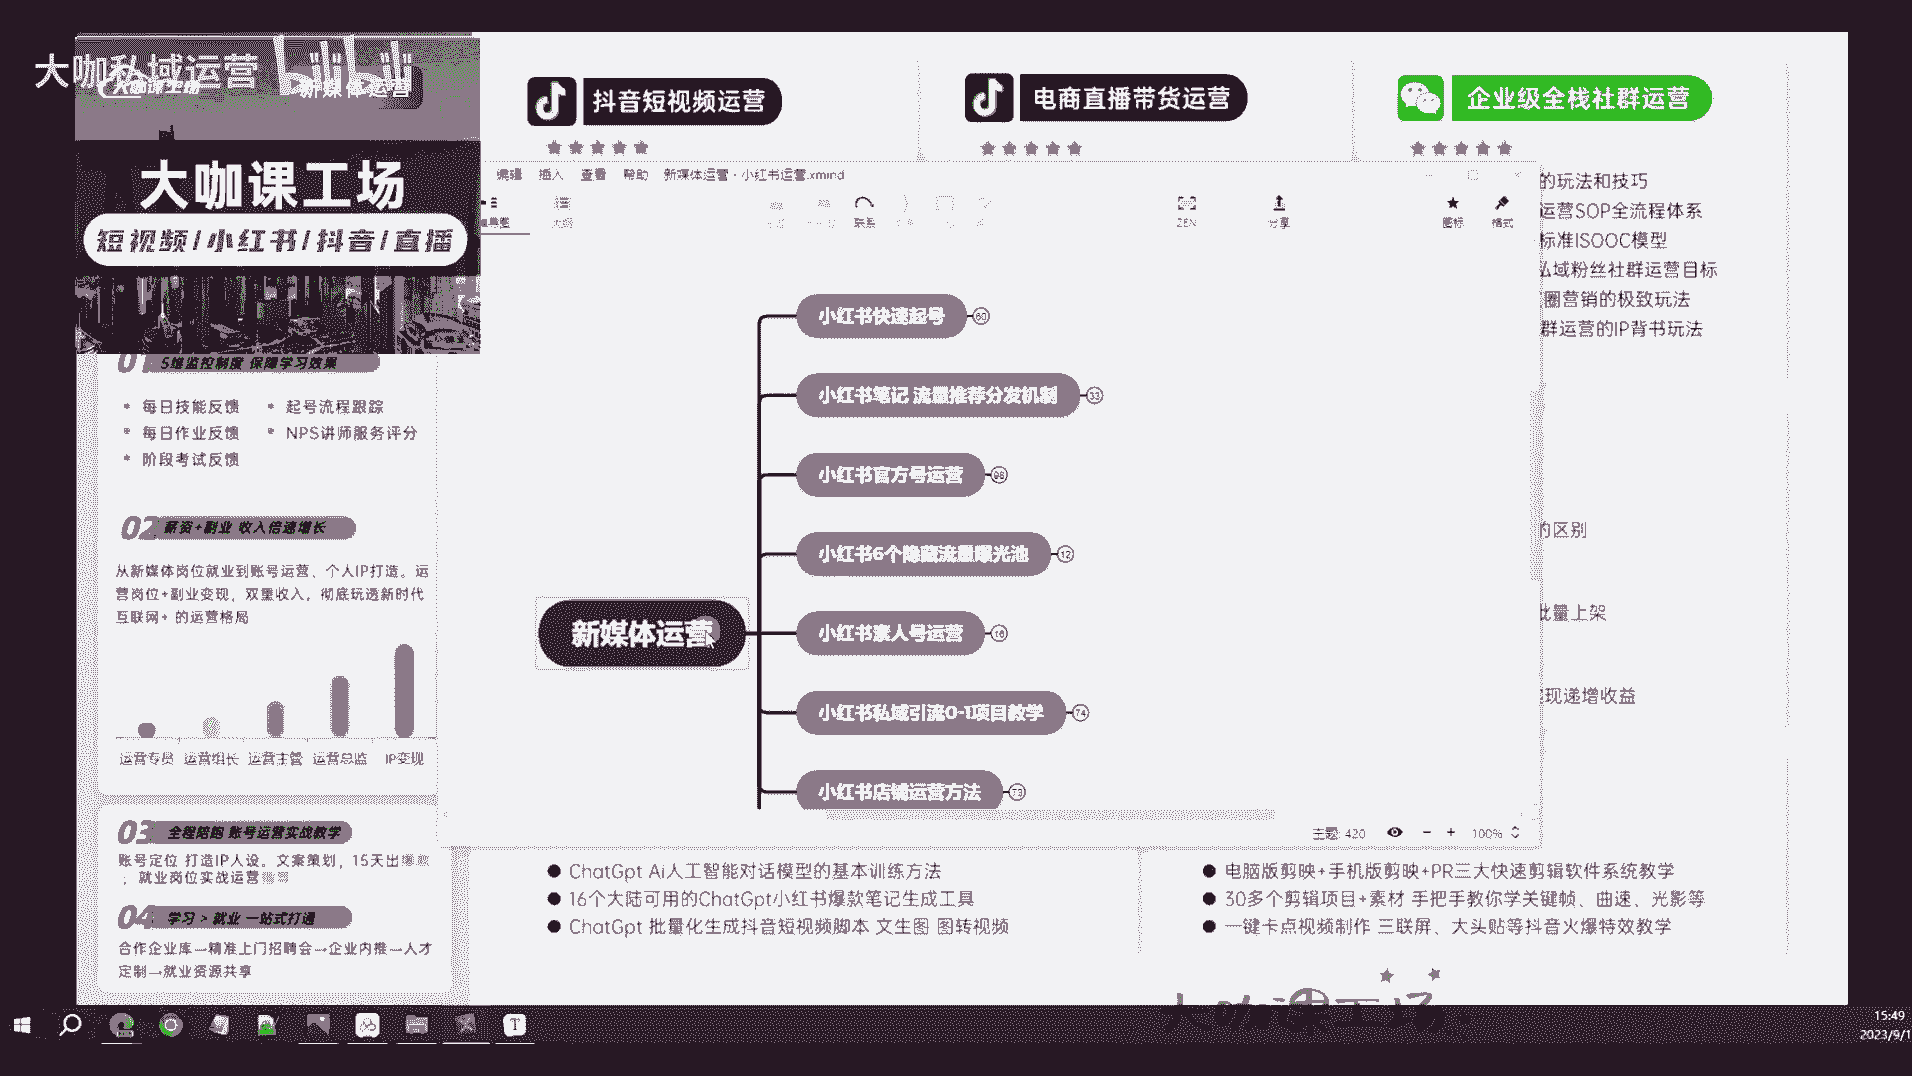 大咖私域运营
bilibili
新媒体运营
大咖课工场
短视频/小红书/抖音/直播
抖音短视频运营
电商直播带货运营
企业级全栈社群运营
编辑 插入 查看 帮助 新媒体运营·小红书运营.xmind
联系
ZEN
分享
图标
格式
的玩法和技巧
运营SOP全流程体系
标准ISOOC模型
私域粉丝社群运营目标
圈营销的极致玩法
群运营的IP背书玩法
的区别
批量上架
现递增收益
01 5维监控制度 保障学习效果
* 每日技能反馈 * 起号流程跟踪
* 每日作业反馈 * NPS讲师服务评分
* 阶段考试反馈
02 薪资+副业 收入倍速增长
从新媒体岗位就业到账号运营、个人IP打造。运
营岗位+副业变现，双重收入，彻底玩透新时代
互联网+ 的运营格局
运营专员 运营组长 运营主管 运营总监 IP变现
03 全程陪跑 账号运营实战教学
账号定位 打造IP人设。文案策划，15天出
；就业岗位实战运营
04 学习 > 就业 一站式打通
合作企业库→精准上门招聘会→企业内推→人才
定制→就业资源共享
新媒体运营
小红书快速起号 60
小红书笔记 流量推荐分发机制 33
小红书官方号运营
小红书6个隐藏流量曝光池 12
小红书素人号运营 16
小红书私域引流0-1项目教学 74
小红书店铺运营方法 73
主题: 420
100%
● ChatGpt Ai人工智能对话模型的基本训练方法
● 16个大陆可用的ChatGpt小红书爆款笔记生成工具
● ChatGpt 批量化生成抖音短视频脚本 文生图 图转视频
● 电脑版剪映+手机版剪映+PR三大快速剪辑软件系统教学
● 30多个剪辑项目+素材 手把手教你学关键帧、曲速、光影等
● 一键卡点视频制作 三联屏、大头贴等抖音火爆特效教学
大咖课工场
15:49
2023/9/1